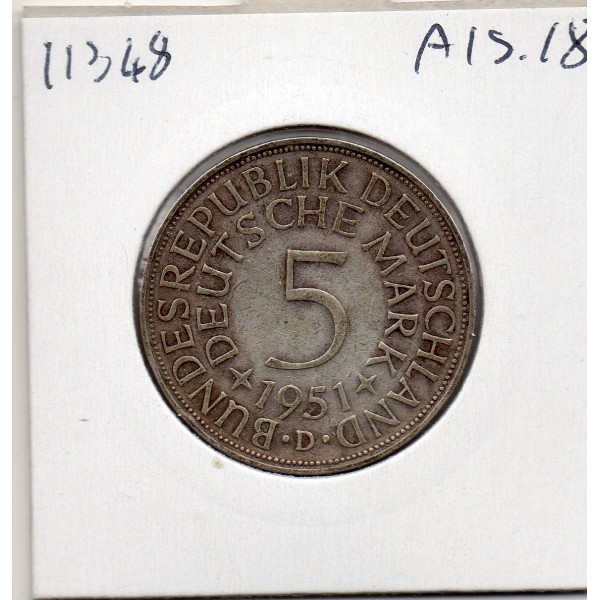 11348
A15.18
BUNDESREPUBLIK DEUTSCHLAND
DEUTSCHE MARK
5
1951
· D ·